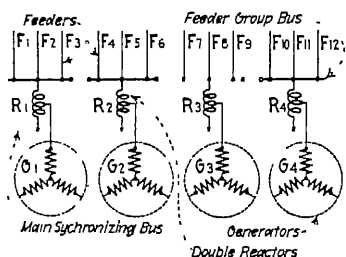 Feeders Feeder Group Bus
F1 F2 F3 F4 F5 F6 F7 F8 F9 F10 F11 F12
R1 R2 R3 R4
G1 G2 G3 G4
Main Sychronizing Bus Generators
Double Reactors